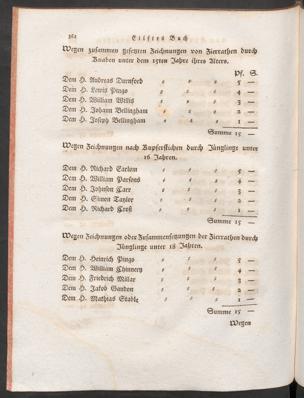 362 Eilftes Buch
Wegen zusammen gesetzten Zeichnungen von Zierrathen durch
Knaben unter dem 15ten Jahre ihres Alters.
Pf. S.
Dem H. Andreas Durnford = = = 5 —
Dem H. Lewis Pingo = = = 4 —
Dem H. William Willis = = = 3 —
Dem H. Johann Bellingham = = = 2 —
Dem H. Joseph Bellingham = = = 1 —
Summe 15 —
Wegen Zeichnungen nach Kupferstichen durch Jünglinge unter
16 Jahren.
Dem H. Richard Earlom = = = 5 —
Dem H. William Parsons = = = 4 —
Dem H. Johnson Carr = = = 3 —
Dem H. Simon Taylor = = = 2 —
Dem H. Richard Croß = = = 1 —
Summe 15 —
Wegen Zeichnungen oder Zusammensetzungen der Zierrathen durch
Jünglinge unter 18 Jahren.
Dem H. Heinrich Pingo = = = 5 —
Dem H. William Chinnery = = = 4 —
Dem H. Friedrich Millar = = = 3 —
Dem H. Jakob Gandon = = = 2 —
Dem H. Mathias Stable = = = 1 —
Summe 15 —
Wegen